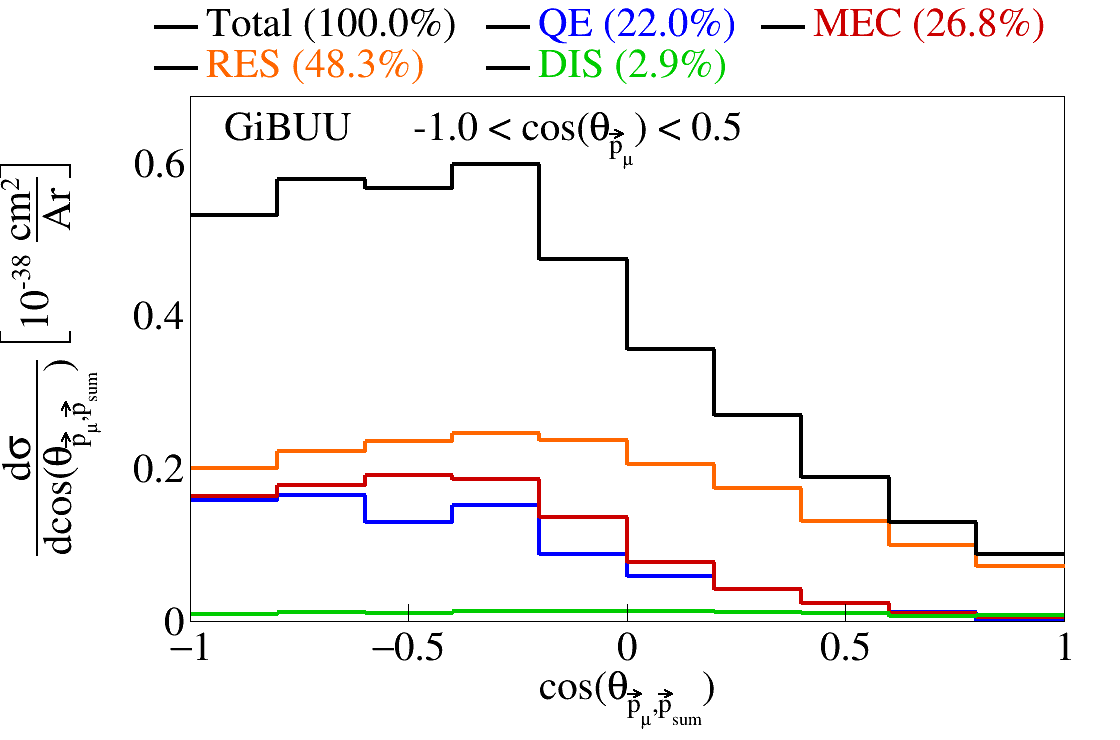 Total (100.0%) QE (22.0%) MEC (26.8%)
RES (48.3%) DIS (2.9%)
GiBUU -1.0 < cos(θp⃗μ) < 0.5
dσ/dcos(θp⃗μ,p⃗sum) [10-38 cm2/Ar]
0.6
0.4
0.2
0
−1 −0.5 0 0.5 1
cos(θp⃗μ,p⃗sum)